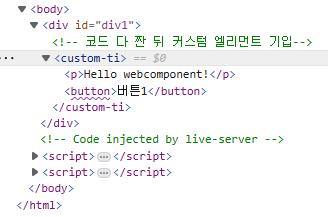 ▼<body>
▼<div id="div1">
<!-- 코드 다 짠 뒤 커스텀 엘리먼트 기입-->
··· ▼<custom-ti> == $0
<p>Hello webcomponent!</p>
<button>버튼1</button>
</custom-ti>
</div>
<!-- Code injected by live-server -->
▶<script>…</script>
▶<script>…</script>
</body>
</html>